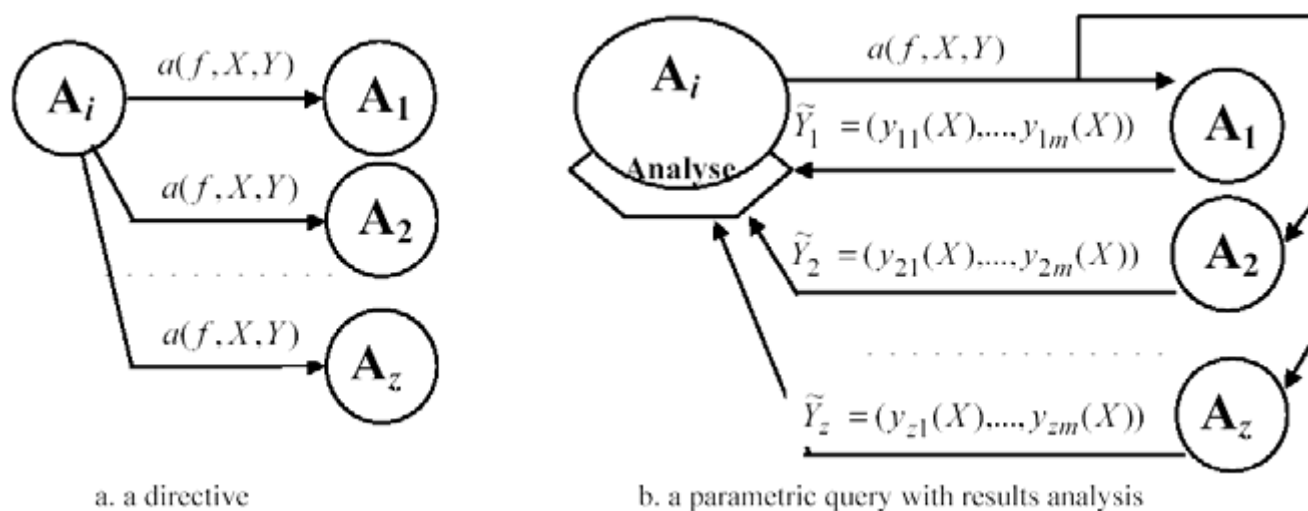 A_i
a(f,X,Y)
A_1
a(f,X,Y)
A_2
a(f,X,Y)
A_z
a. a directive
A_i
Analyse
a(f,X,Y)
A_1
Ỹ_1 = (y_11(X),...,y_1m(X))
A_2
Ỹ_2 = (y_21(X),...,y_2m(X))
A_z
Ỹ_z = (y_z1(X),...,y_zm(X))
b. a parametric query with results analysis